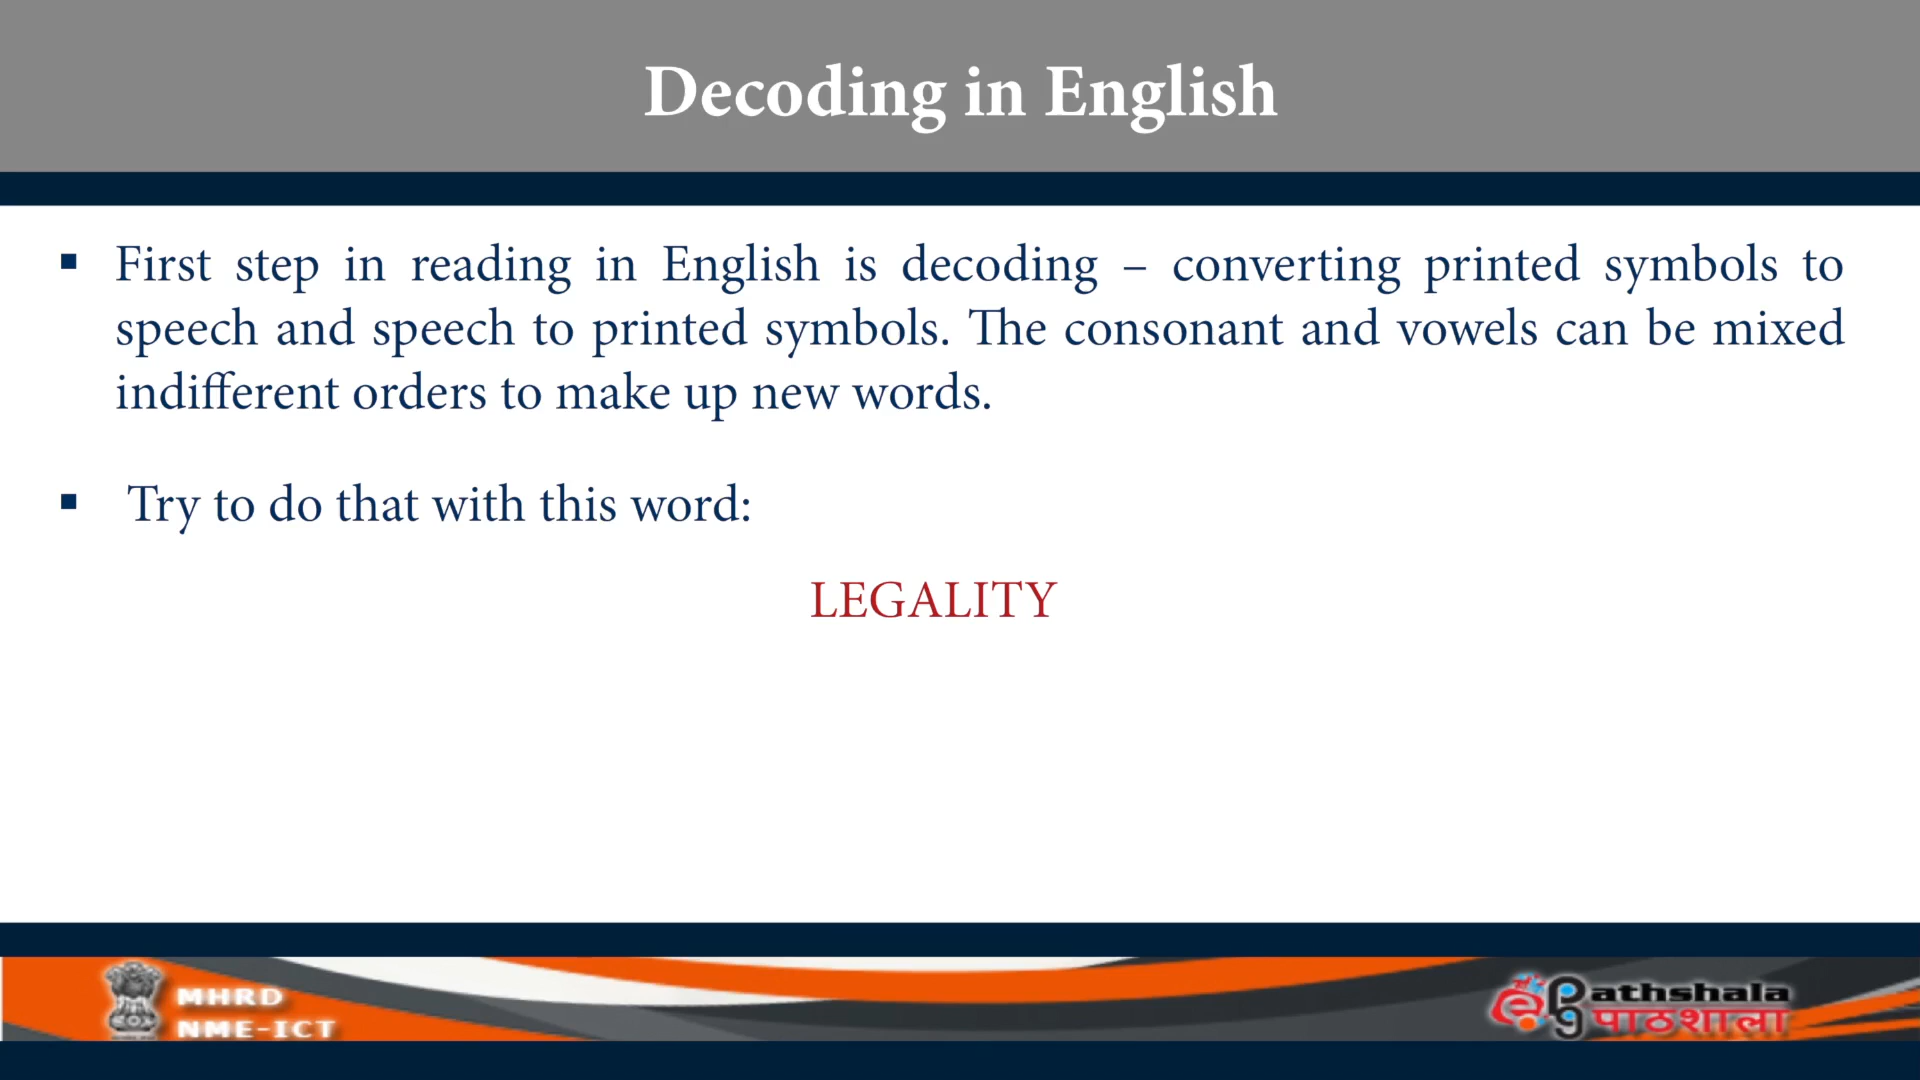 Decoding in English
▪ First step in reading in English is decoding – converting printed symbols to
speech and speech to printed symbols. The consonant and vowels can be mixed
indifferent orders to make up new words.
▪ Try to do that with this word:
LEGALITY
MHRD
NME-ICT
e Pathshala
pg पाठशाला